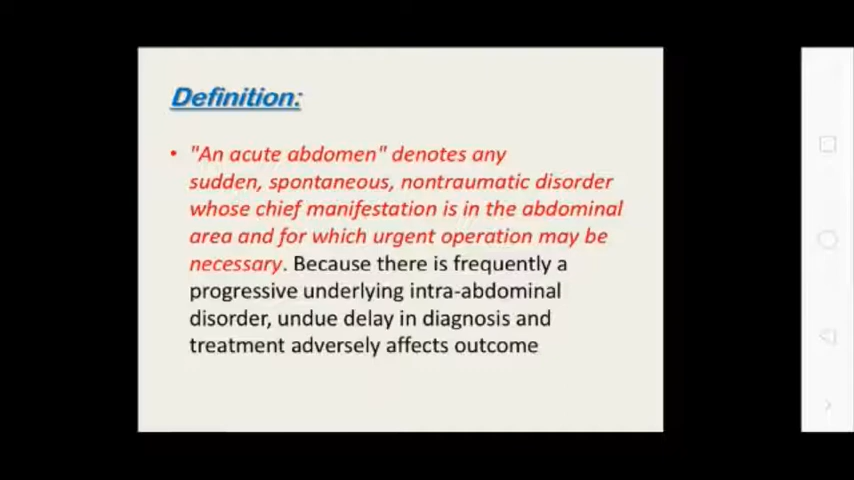 Definition:
• "An acute abdomen" denotes any
sudden, spontaneous, nontraumatic disorder
whose chief manifestation is in the abdominal
area and for which urgent operation may be
necessary. Because there is frequently a
progressive underlying intra-abdominal
disorder, undue delay in diagnosis and
treatment adversely affects outcome